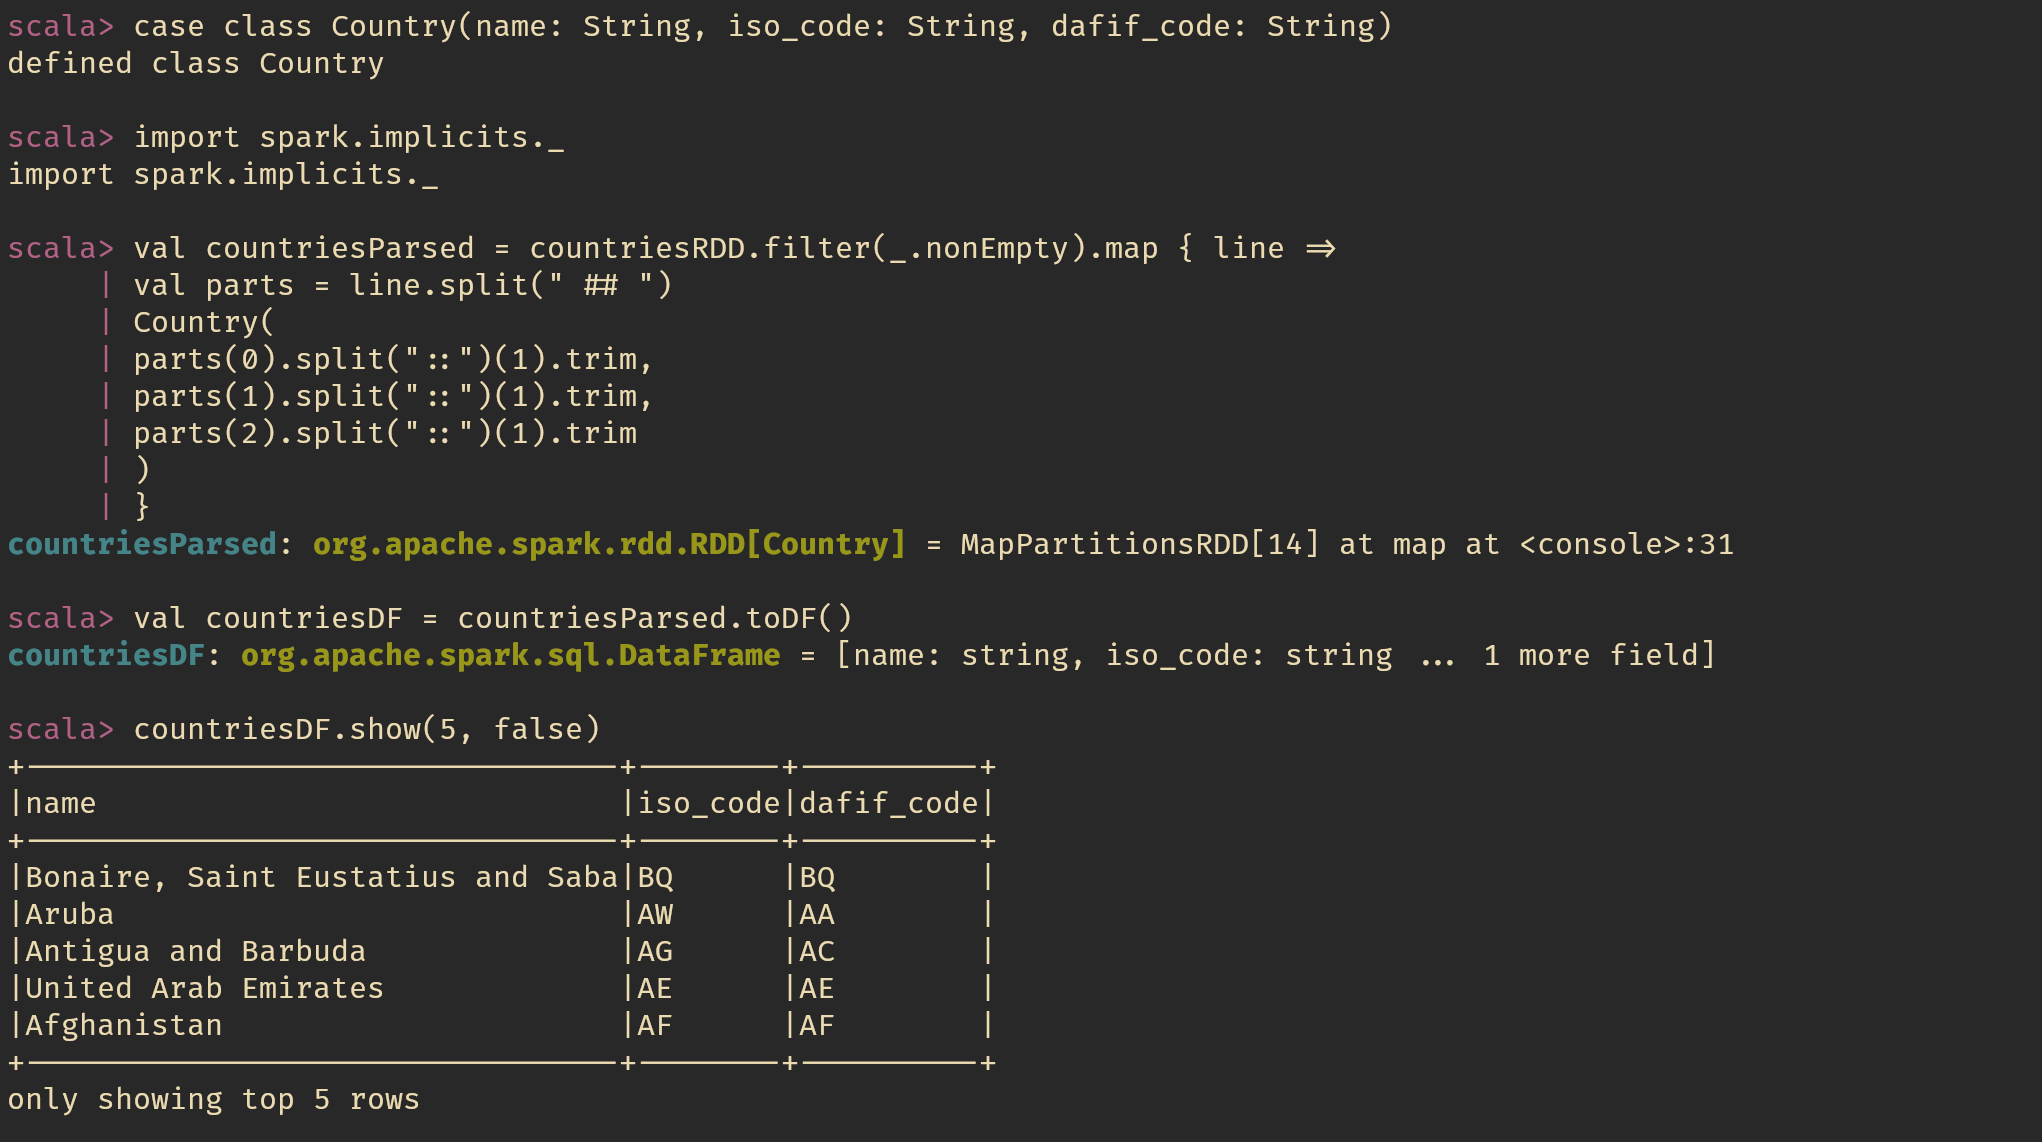 scala> case class Country(name: String, iso_code: String, dafif_code: String)
defined class Country
scala> import spark.implicits._
import spark.implicits._
scala> val countriesParsed = countriesRDD.filter(_.nonEmpty).map { line =>
     | val parts = line.split(" ## ")
     | Country(
     | parts(0).split("::")(1).trim,
     | parts(1).split("::")(1).trim,
     | parts(2).split("::")(1).trim
     | )
     | }
countriesParsed: org.apache.spark.rdd.RDD[Country] = MapPartitionsRDD[14] at map at <console>:31
scala> val countriesDF = countriesParsed.toDF()
countriesDF: org.apache.spark.sql.DataFrame = [name: string, iso_code: string ... 1 more field]
scala> countriesDF.show(5, false)
+---------------------------------+--------+----------+
|name                             |iso_code|dafif_code|
+---------------------------------+--------+----------+
|Bonaire, Saint Eustatius and Saba|BQ      |BQ        |
|Aruba                            |AW      |AA        |
|Antigua and Barbuda              |AG      |AC        |
|United Arab Emirates             |AE      |AE        |
|Afghanistan                      |AF      |AF        |
+---------------------------------+--------+----------+
only showing top 5 rows